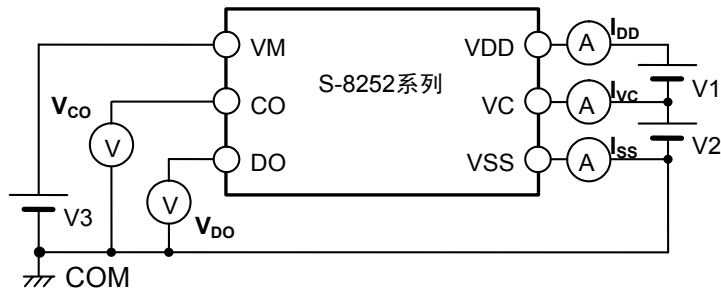 VM
VDD
A
I_DD
S-8252系列
V1
V_CO
CO
VC
A
I_VC
V
V2
DO
VSS
A
I_SS
V
V3
V_DO
COM